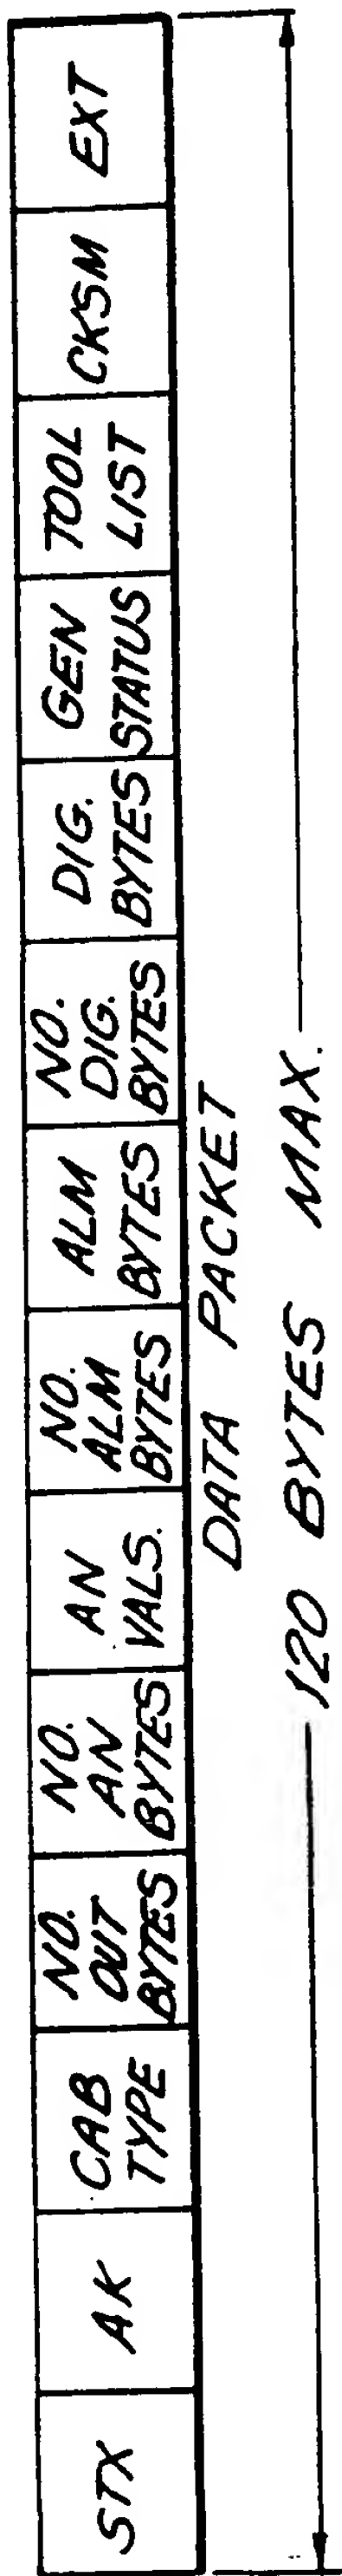 STX
AK
CAB
TYPE
NO.
OUT
BYTES
NO.
AN
BYTES
AN
VALS.
NO.
ALM
BYTES
ALM
BYTES
NO.
DIG.
BYTES
DIG.
BYTES
GEN
STATUS
TOOL
LIST
CKSM
EXT
DATA PACKET
120 BYTES MAX.